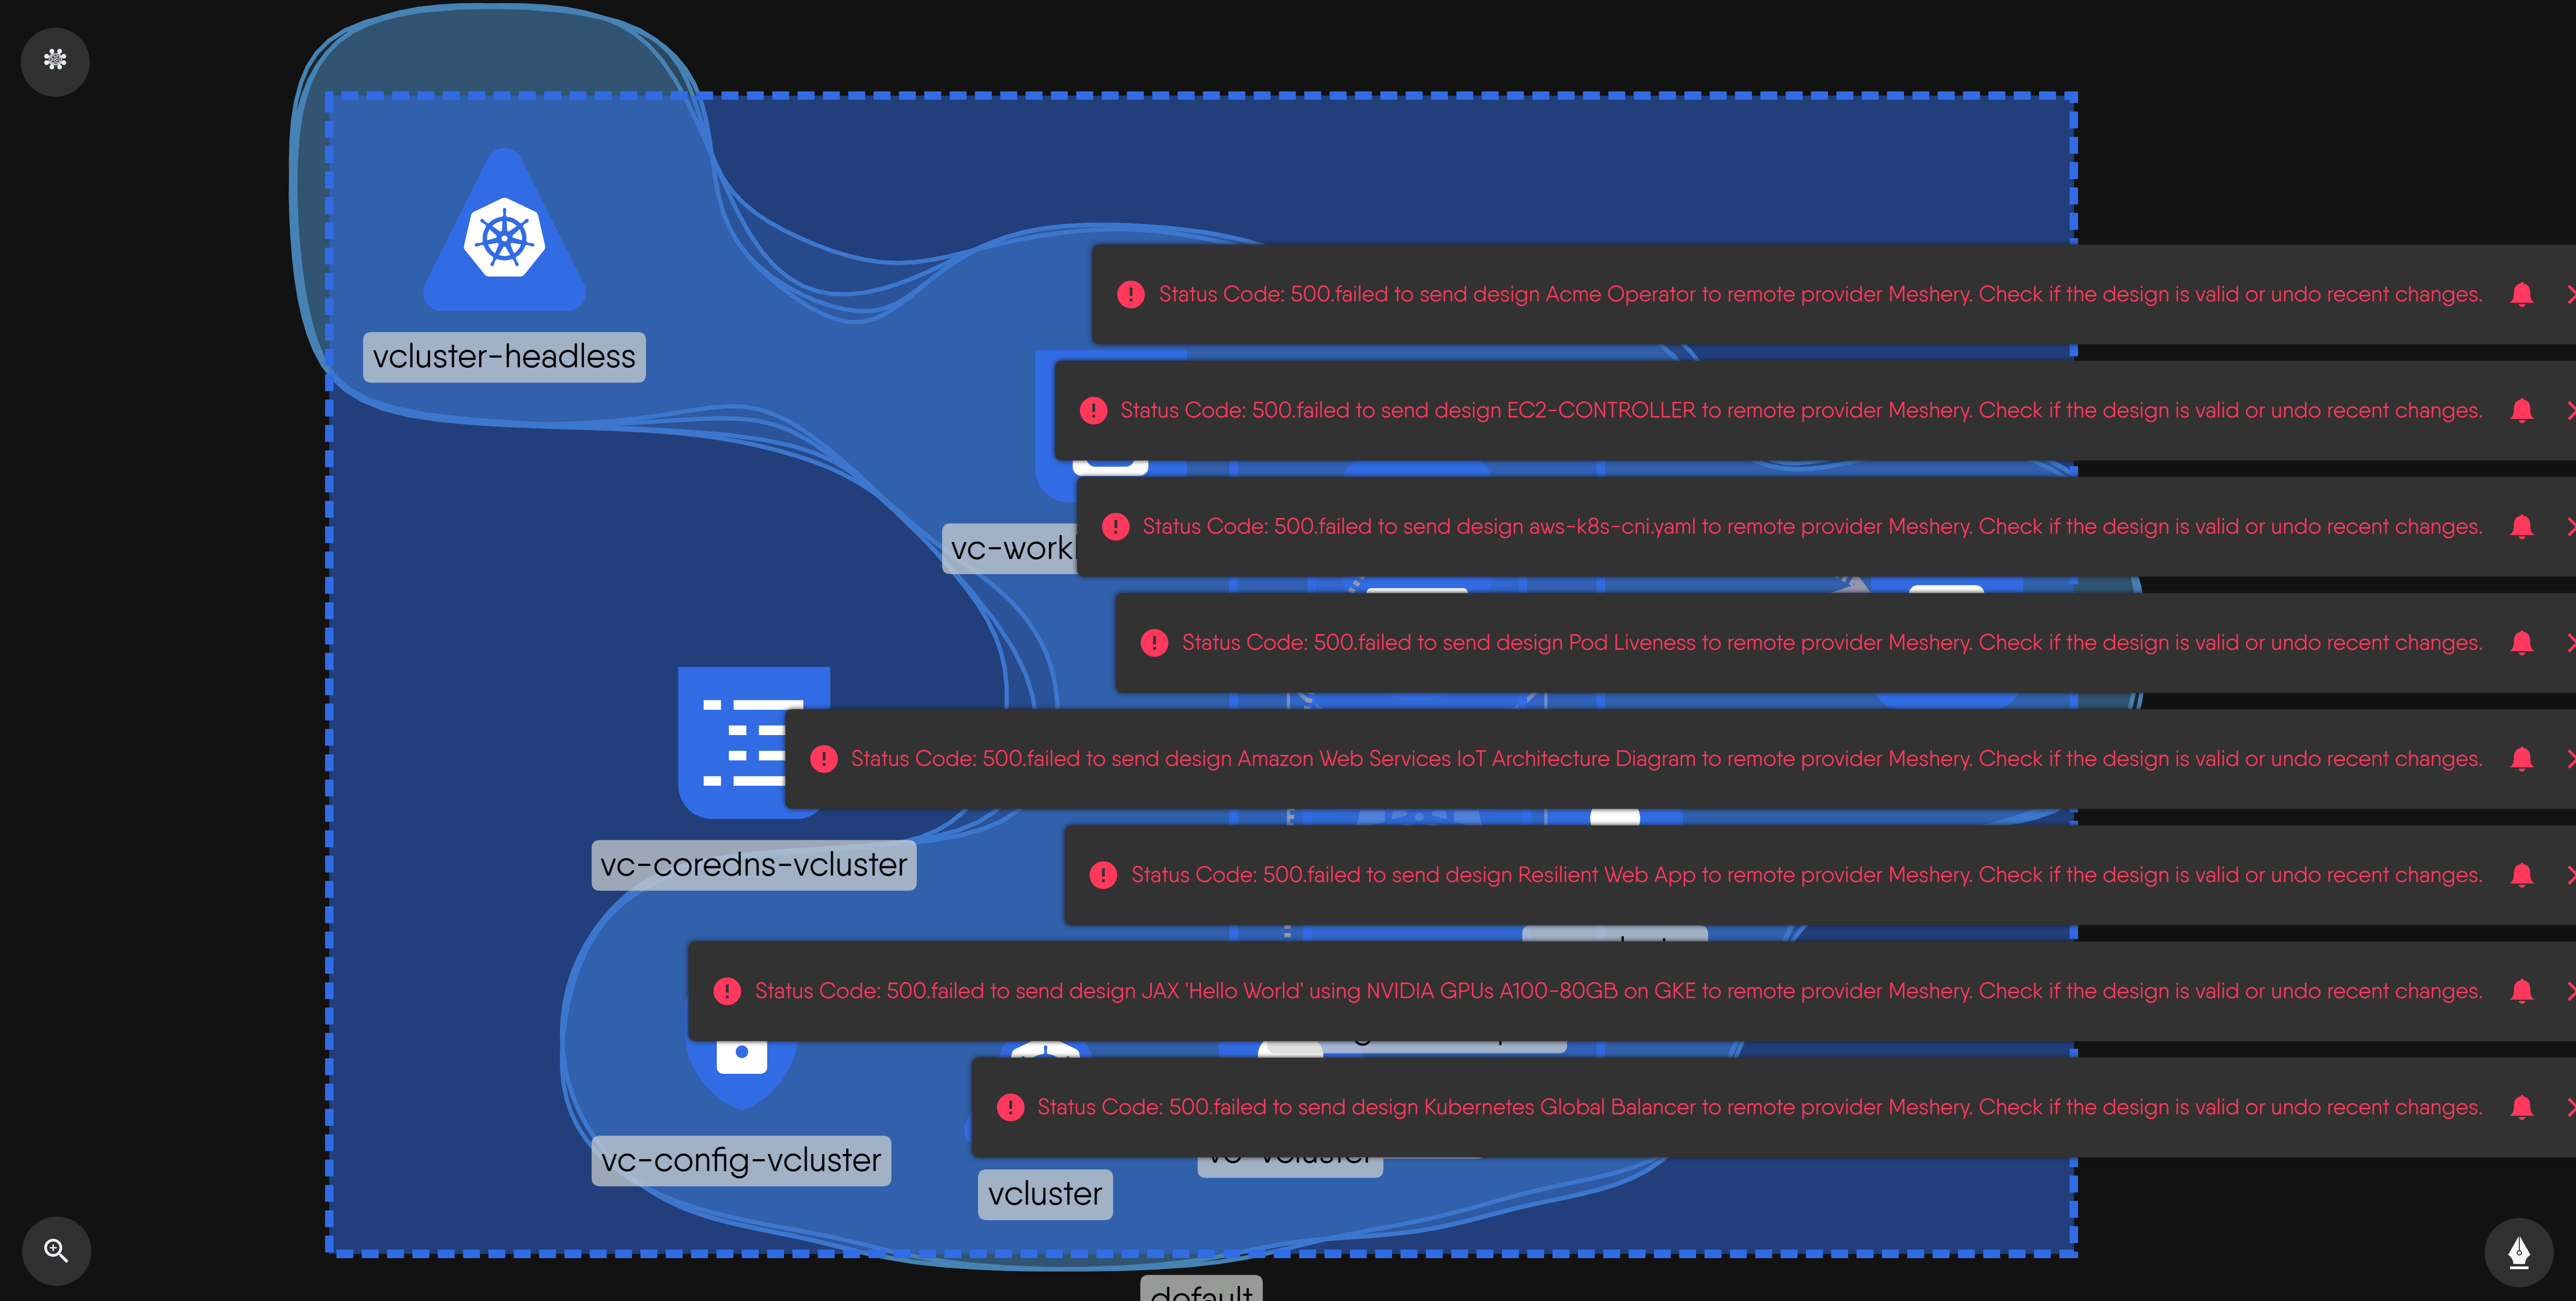 vcluster-headless
Status Code: 500.failed to send design Acme Operator to remote provider Meshery. Check if the design is valid or undo recent changes.
Status Code: 500.failed to send design EC2-CONTROLLER to remote provider Meshery. Check if the design is valid or undo recent changes.
Status Code: 500.failed to send design aws-k8s-cni.yaml to remote provider Meshery. Check if the design is valid or undo recent changes.
vc-work
Status Code: 500.failed to send design Pod Liveness to remote provider Meshery. Check if the design is valid or undo recent changes.
Status Code: 500.failed to send design Amazon Web Services IoT Architecture Diagram to remote provider Meshery. Check if the design is valid or undo recent changes.
vc-coredns-vcluster
Status Code: 500.failed to send design Resilient Web App to remote provider Meshery. Check if the design is valid or undo recent changes.
Status Code: 500.failed to send design JAX 'Hello World' using NVIDIA GPUs A100-80GB on GKE to remote provider Meshery. Check if the design is valid or undo recent changes.
Status Code: 500.failed to send design Kubernetes Global Balancer to remote provider Meshery. Check if the design is valid or undo recent changes.
vc-config-vcluster
vc-vcluster
vcluster
default